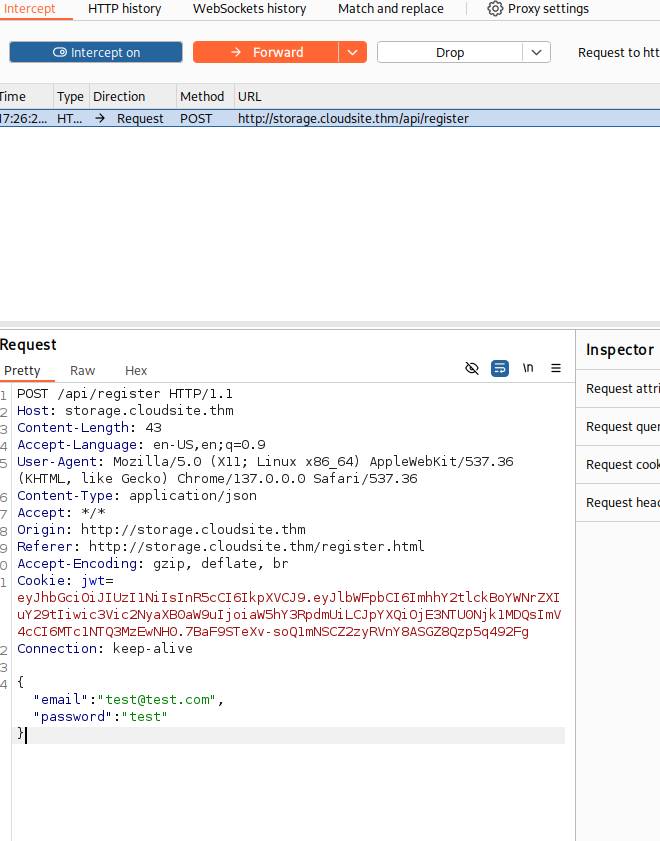 Intercept HTTP history WebSockets history Match and replace Proxy settings
Intercept on Forward Drop Request to htt
Time Type Direction Method URL
17:26:2... HT... Request POST http://storage.cloudsite.thm/api/register
Request
Inspector
Pretty Raw Hex \n
Request attri
Request quer
Request cook
Request head
1 POST /api/register HTTP/1.1
2 Host: storage.cloudsite.thm
3 Content-Length: 43
4 Accept-Language: en-US,en;q=0.9
5 User-Agent: Mozilla/5.0 (X11; Linux x86_64) AppleWebKit/537.36
(KHTML, like Gecko) Chrome/137.0.0.0 Safari/537.36
6 Content-Type: application/json
7 Accept: */*
8 Origin: http://storage.cloudsite.thm
9 Referer: http://storage.cloudsite.thm/register.html
0 Accept-Encoding: gzip, deflate, br
1 Cookie: jwt=
eyJhbGciOiJIUzI1NiIsInR5cCI6IkpXVCJ9.eyJlbWFpbCI6ImhhY2tlckBoYWNrZXI
uY29tIiwic3Vic2NyaXB0aW9uIjoiaW5hY3RpdmUiLCJpYXQiOjE3NTU0Njk1MDQsImV
4cCI6MTc1NTQ3MzEwNH0.7BaF9STeXv-soQ1mNSCZ2zyRVnY8ASGZ8Qzp5q492Fg
2 Connection: keep-alive
3
4 {
"email":"test@test.com",
"password":"test"
}